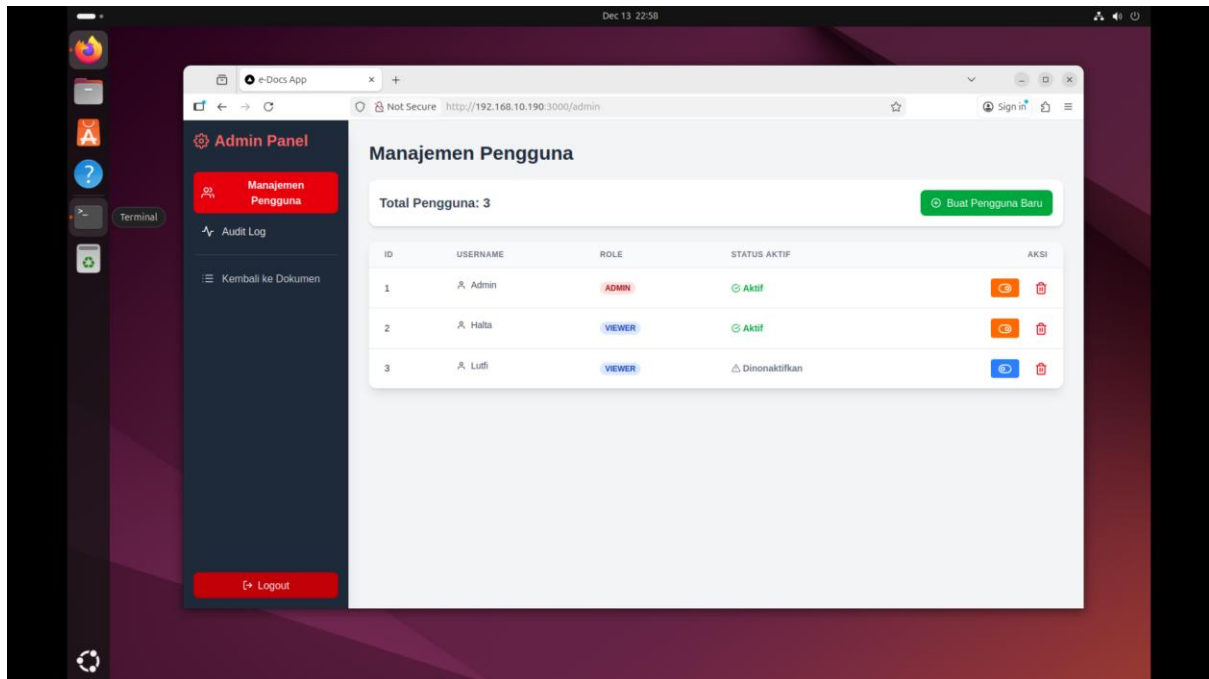 Dec 13 22:58
e-Docs App
Not Secure http://192.168.10.190:3000/admin
Sign in
Admin Panel
Manajemen Pengguna
Audit Log
Kembali ke Dokumen
Logout
Terminal
Manajemen Pengguna
Total Pengguna: 3
Buat Pengguna Baru
ID USERNAME ROLE STATUS AKTIF AKSI
1 Admin ADMIN Aktif
2 Halta VIEWER Aktif
3 Lutfi VIEWER Dinonaktifkan